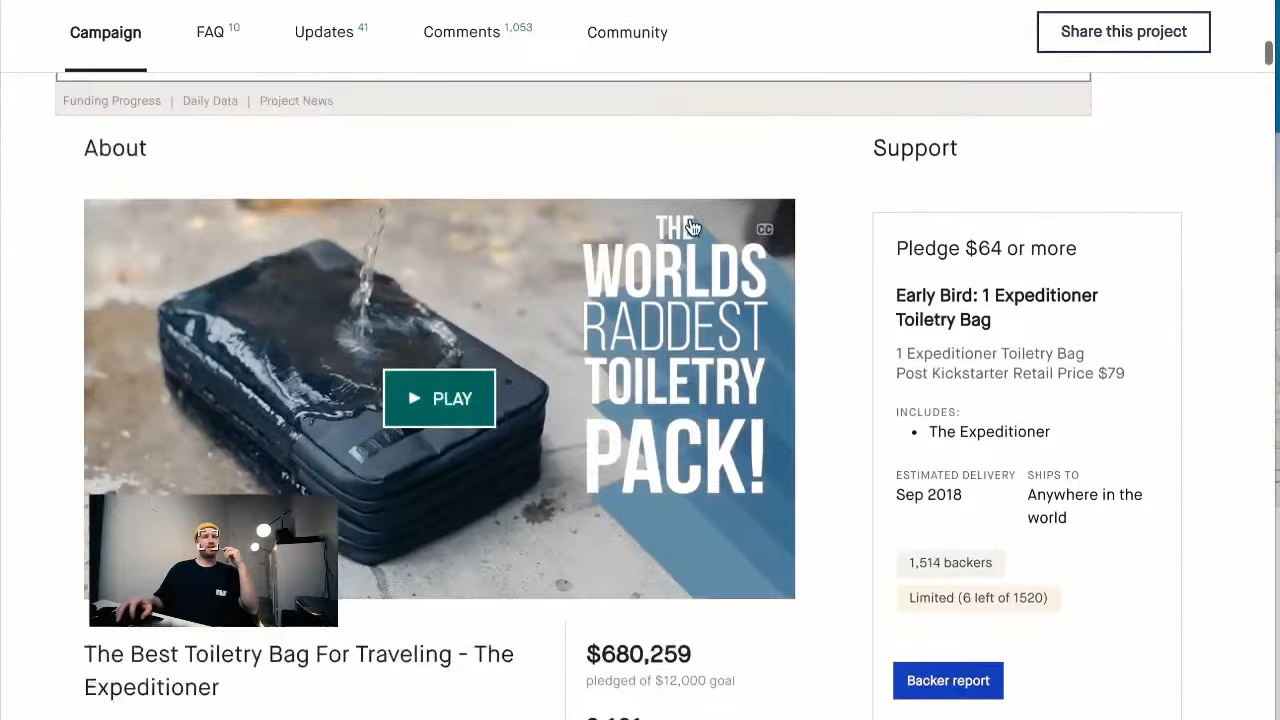 Campaign
FAQ 10
Updates 41
Comments 1,053
Community
Share this project
Funding Progress | Daily Data | Project News
About
Support
THE
WORLDS
RADDEST
TOILETRY
PACK!
CC
PLAY
Pledge $64 or more
Early Bird: 1 Expeditioner
Toiletry Bag
1 Expeditioner Toiletry Bag
Post Kickstarter Retail Price $79
INCLUDES:
• The Expeditioner
ESTIMATED DELIVERY
Sep 2018
SHIPS TO
Anywhere in the
world
1,514 backers
Limited (6 left of 1520)
Backer report
The Best Toiletry Bag For Traveling - The
Expeditioner
$680,259
pledged of $12,000 goal